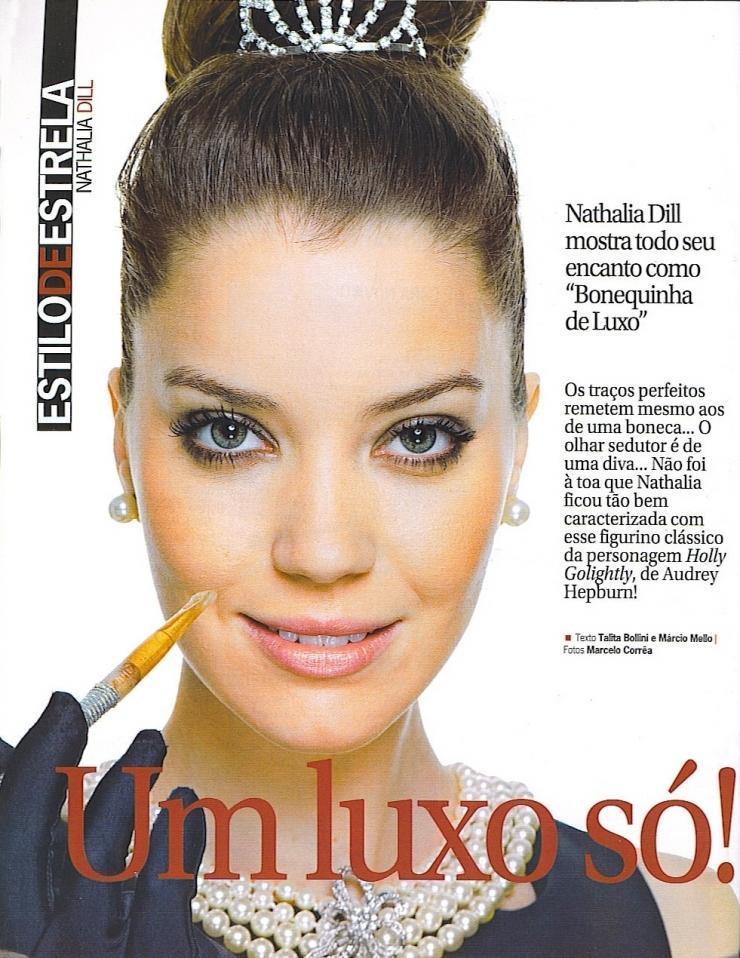 ESTILO DE ESTRELA
NATHALIA DILL
Nathalia Dill
mostra todo seu
encanto como
“Bonequinha
de Luxo”
Os traços perfeitos
remetem mesmo aos
de uma boneca... O
olhar sedutor é de
uma diva... Não foi
à toa que Nathalia
ficou tão bem
caracterizada com
esse figurino clássico
da personagem Holly
Golightly, de Audrey
Hepburn!
■ Texto Talita Bollini e Márcio Mello |
Fotos Marcelo Corrêa
Um luxo só!